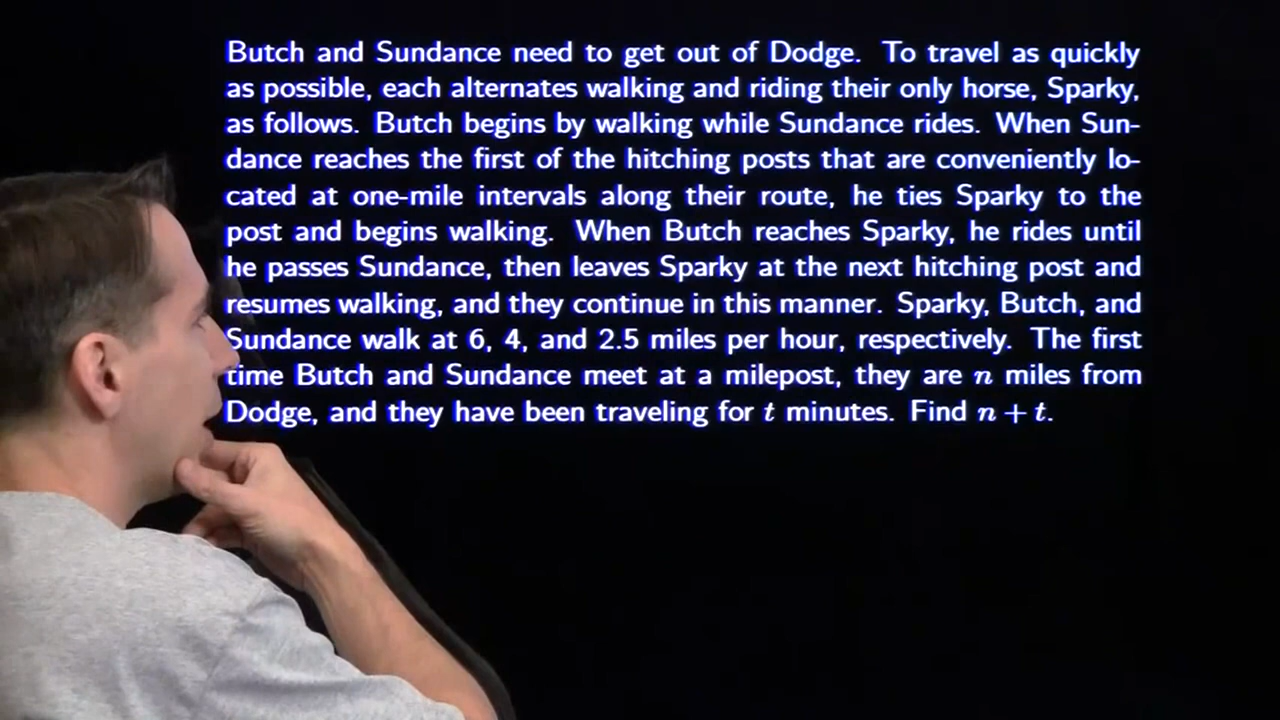 Butch and Sundance need to get out of Dodge. To travel as quickly
as possible, each alternates walking and riding their only horse, Sparky,
as follows. Butch begins by walking while Sundance rides. When Sun-
dance reaches the first of the hitching posts that are conveniently lo-
cated at one-mile intervals along their route, he ties Sparky to the
post and begins walking. When Butch reaches Sparky, he rides until
he passes Sundance, then leaves Sparky at the next hitching post and
resumes walking, and they continue in this manner. Sparky, Butch, and
Sundance walk at 6, 4, and 2.5 miles per hour, respectively. The first
time Butch and Sundance meet at a milepost, they are n miles from
Dodge, and they have been traveling for t minutes. Find n + t.